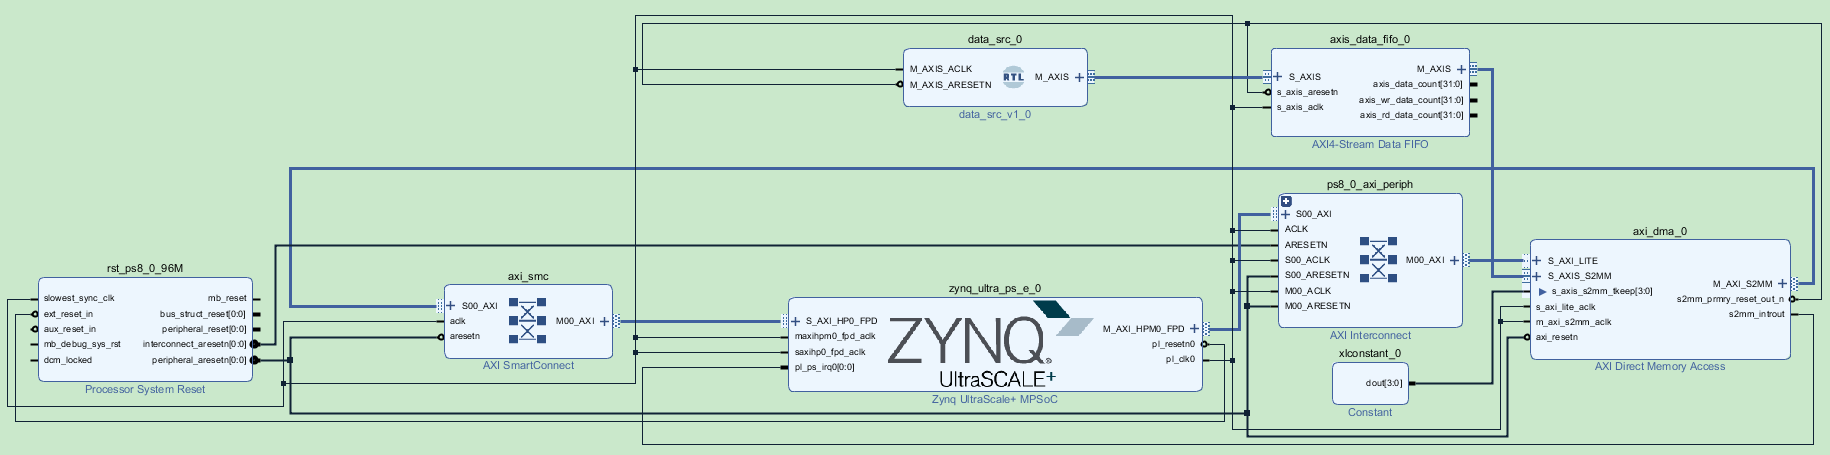 data_src_0
M_AXIS_ACLK
M_AXIS_ARESETN
RTL
M_AXIS
data_src_v1_0
axis_data_fifo_0
S_AXIS
s_axis_aresetn
s_axis_aclk
M_AXIS
axis_data_count[31:0]
axis_wr_data_count[31:0]
axis_rd_data_count[31:0]
AXI4-Stream Data FIFO
rst_ps8_0_96M
slowest_sync_clk
ext_reset_in
aux_reset_in
mb_debug_sys_rst
dcm_locked
mb_reset
bus_struct_reset[0:0]
peripheral_reset[0:0]
interconnect_aresetn[0:0]
peripheral_aresetn[0:0]
Processor System Reset
axi_smc
S00_AXI
aclk
aresetn
M00_AXI
AXI SmartConnect
zynq_ultra_ps_e_0
S_AXI_HP0_FPD
maxihpm0_fpd_aclk
saxihp0_fpd_aclk
pl_ps_irq0[0:0]
ZYNQ
UltraSCALE+
M_AXI_HPM0_FPD
pl_resetn0
pl_clk0
Zynq UltraScale+ MPSoC
ps8_0_axi_periph
S00_AXI
ACLK
ARESETN
S00_ACLK
S00_ARESETN
M00_ACLK
M00_ARESETN
M00_AXI
AXI Interconnect
xlconstant_0
dout[3:0]
Constant
axi_dma_0
S_AXI_LITE
S_AXIS_S2MM
s_axis_s2mm_tkeep[3:0]
s_axi_lite_aclk
m_axi_s2mm_aclk
axi_resetn
M_AXI_S2MM
s2mm_prmry_reset_out_n
s2mm_introut
AXI Direct Memory Access